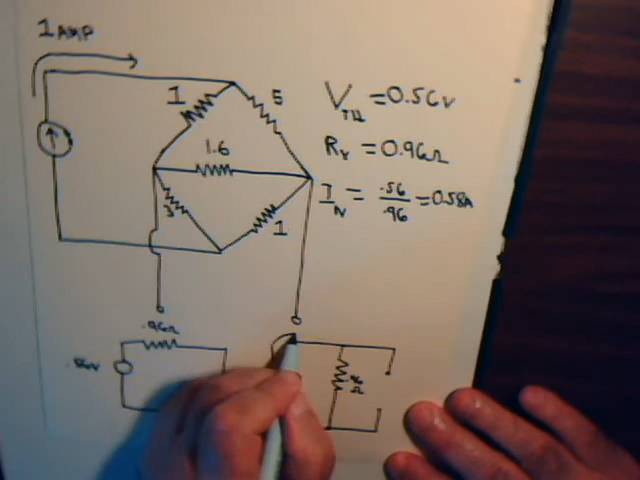 1 AMP
1
5
V_TH = 0.56v
1.6
R_T = 0.96Ω
I_N = .56/.96 = 0.58A
3
1
.96Ω
.56v